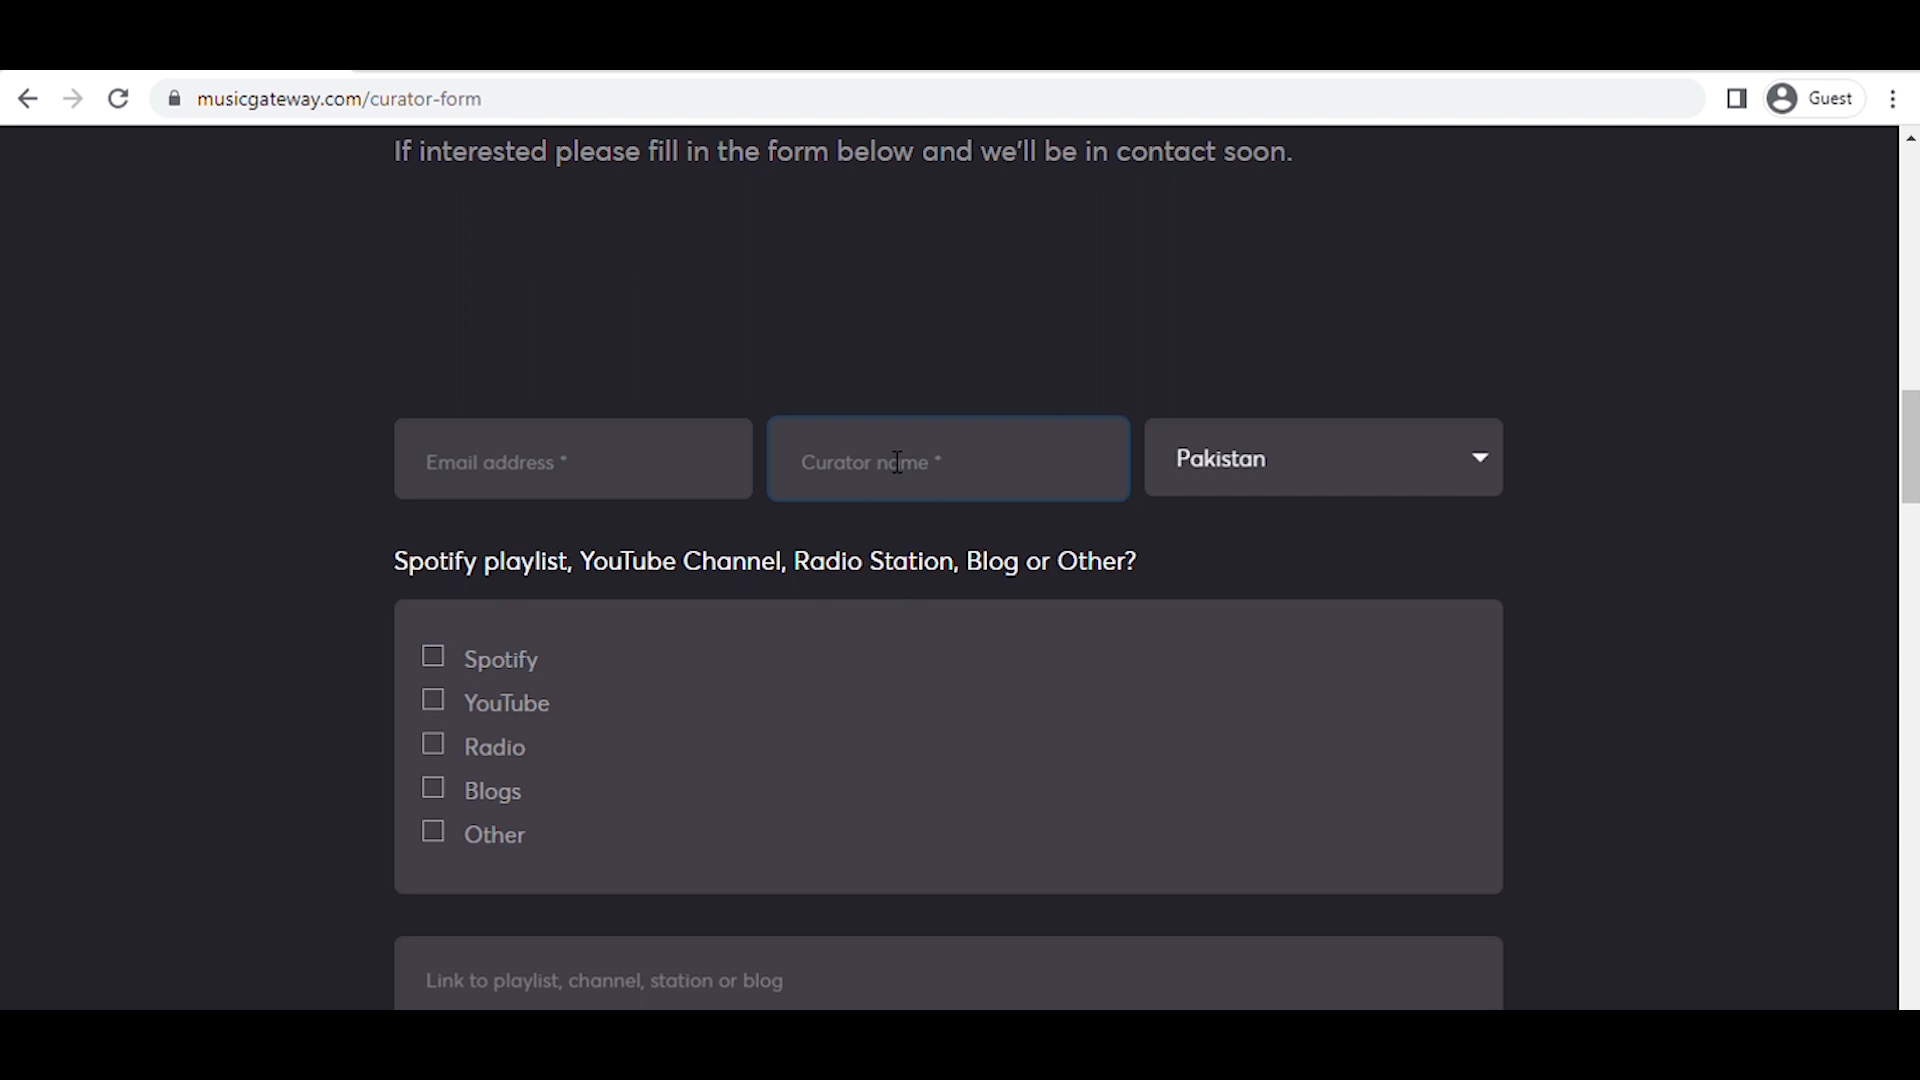 musicgateway.com/curator-form
Guest
If interested please fill in the form below and we'll be in contact soon.
Email address *
Curator name *
Pakistan
Spotify playlist, YouTube Channel, Radio Station, Blog or Other?
Spotify
YouTube
Radio
Blogs
Other
Link to playlist, channel, station or blog